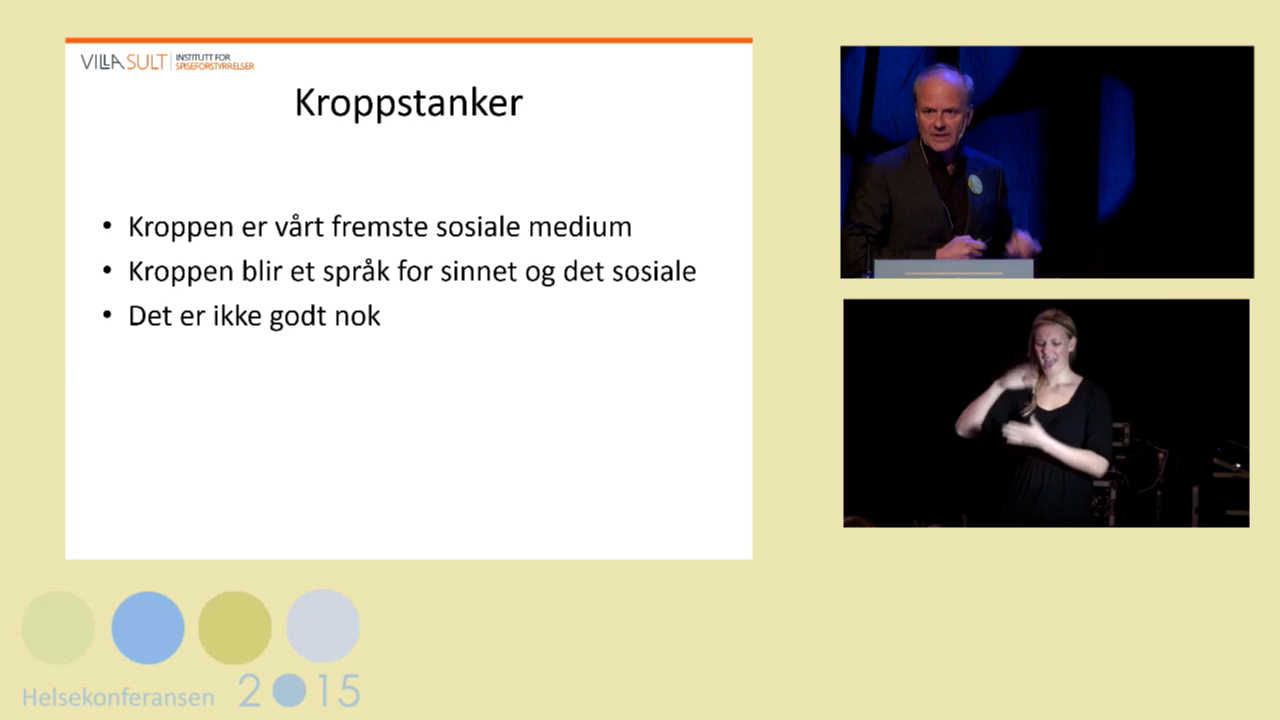 VILLA SULT INSTITUTT FOR
SPISEFORSTYRRELSER
Kroppstanker
• Kroppen er vårt fremste sosiale medium
• Kroppen blir et språk for sinnet og det sosiale
• Det er ikke godt nok
Helsekonferansen 2015